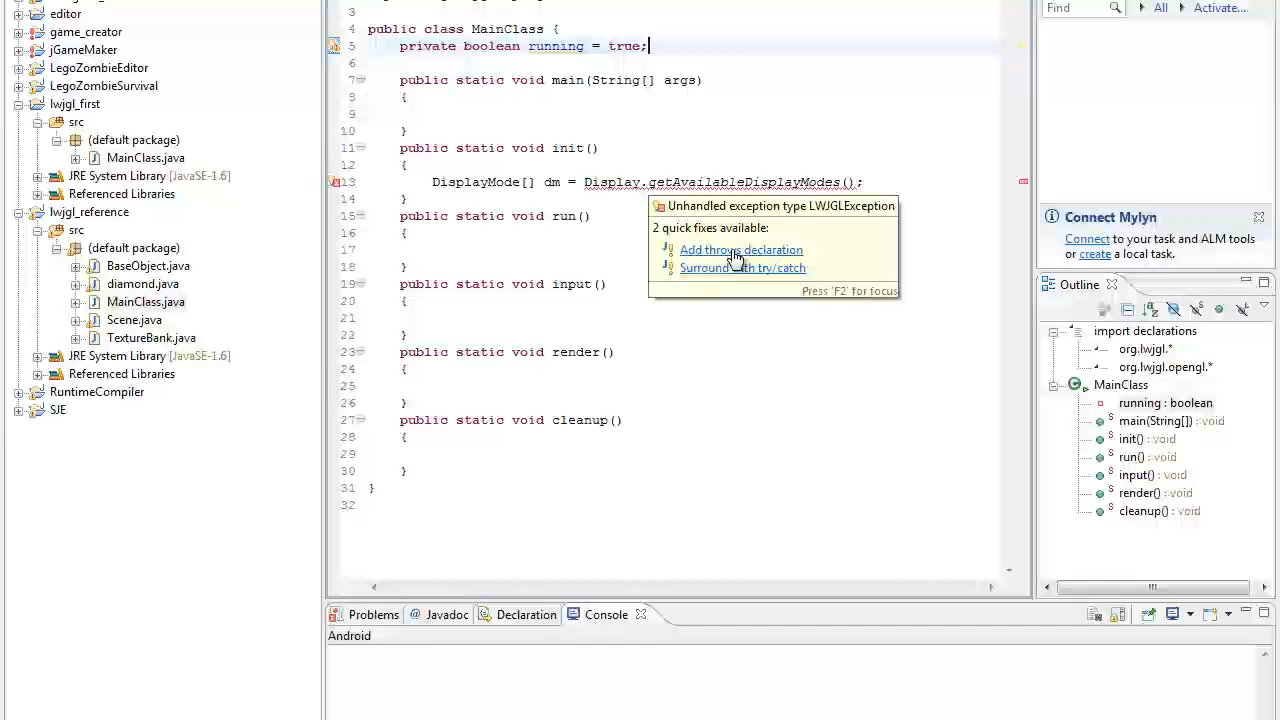 editor
game_creator
jGameMaker
LegoZombieEditor
LegoZombieSurvival
lwjgl_first
src
(default package)
MainClass.java
JRE System Library [JavaSE-1.6]
Referenced Libraries
lwjgl_reference
src
(default package)
BaseObject.java
diamond.java
MainClass.java
Scene.java
TextureBank.java
JRE System Library [JavaSE-1.6]
Referenced Libraries
RuntimeCompiler
SJE
3
4 public class MainClass {
5 private boolean running = true;
6
7 public static void main(String[] args)
8 {
9
10 }
11 public static void init()
12 {
13 DisplayMode[] dm = Display.getAvailableDisplayModes();
14 }
15 public static void run()
16 {
17
18 }
19 public static void input()
20 {
21
22 }
23 public static void render()
24 {
25
26 }
27 public static void cleanup()
28 {
29
30 }
31 }
32
Unhandled exception type LWJGLException
2 quick fixes available:
Add throws declaration
Surround with try/catch
Press 'F2' for focus
Find All Activate...
Connect Mylyn
Connect to your task and ALM tools
or create a local task.
Outline
import declarations
org.lwjgl.*
org.lwjgl.opengl.*
MainClass
running : boolean
main(String[]) : void
init() : void
run() : void
input() : void
render() : void
cleanup() : void
Problems @ Javadoc Declaration Console
Android